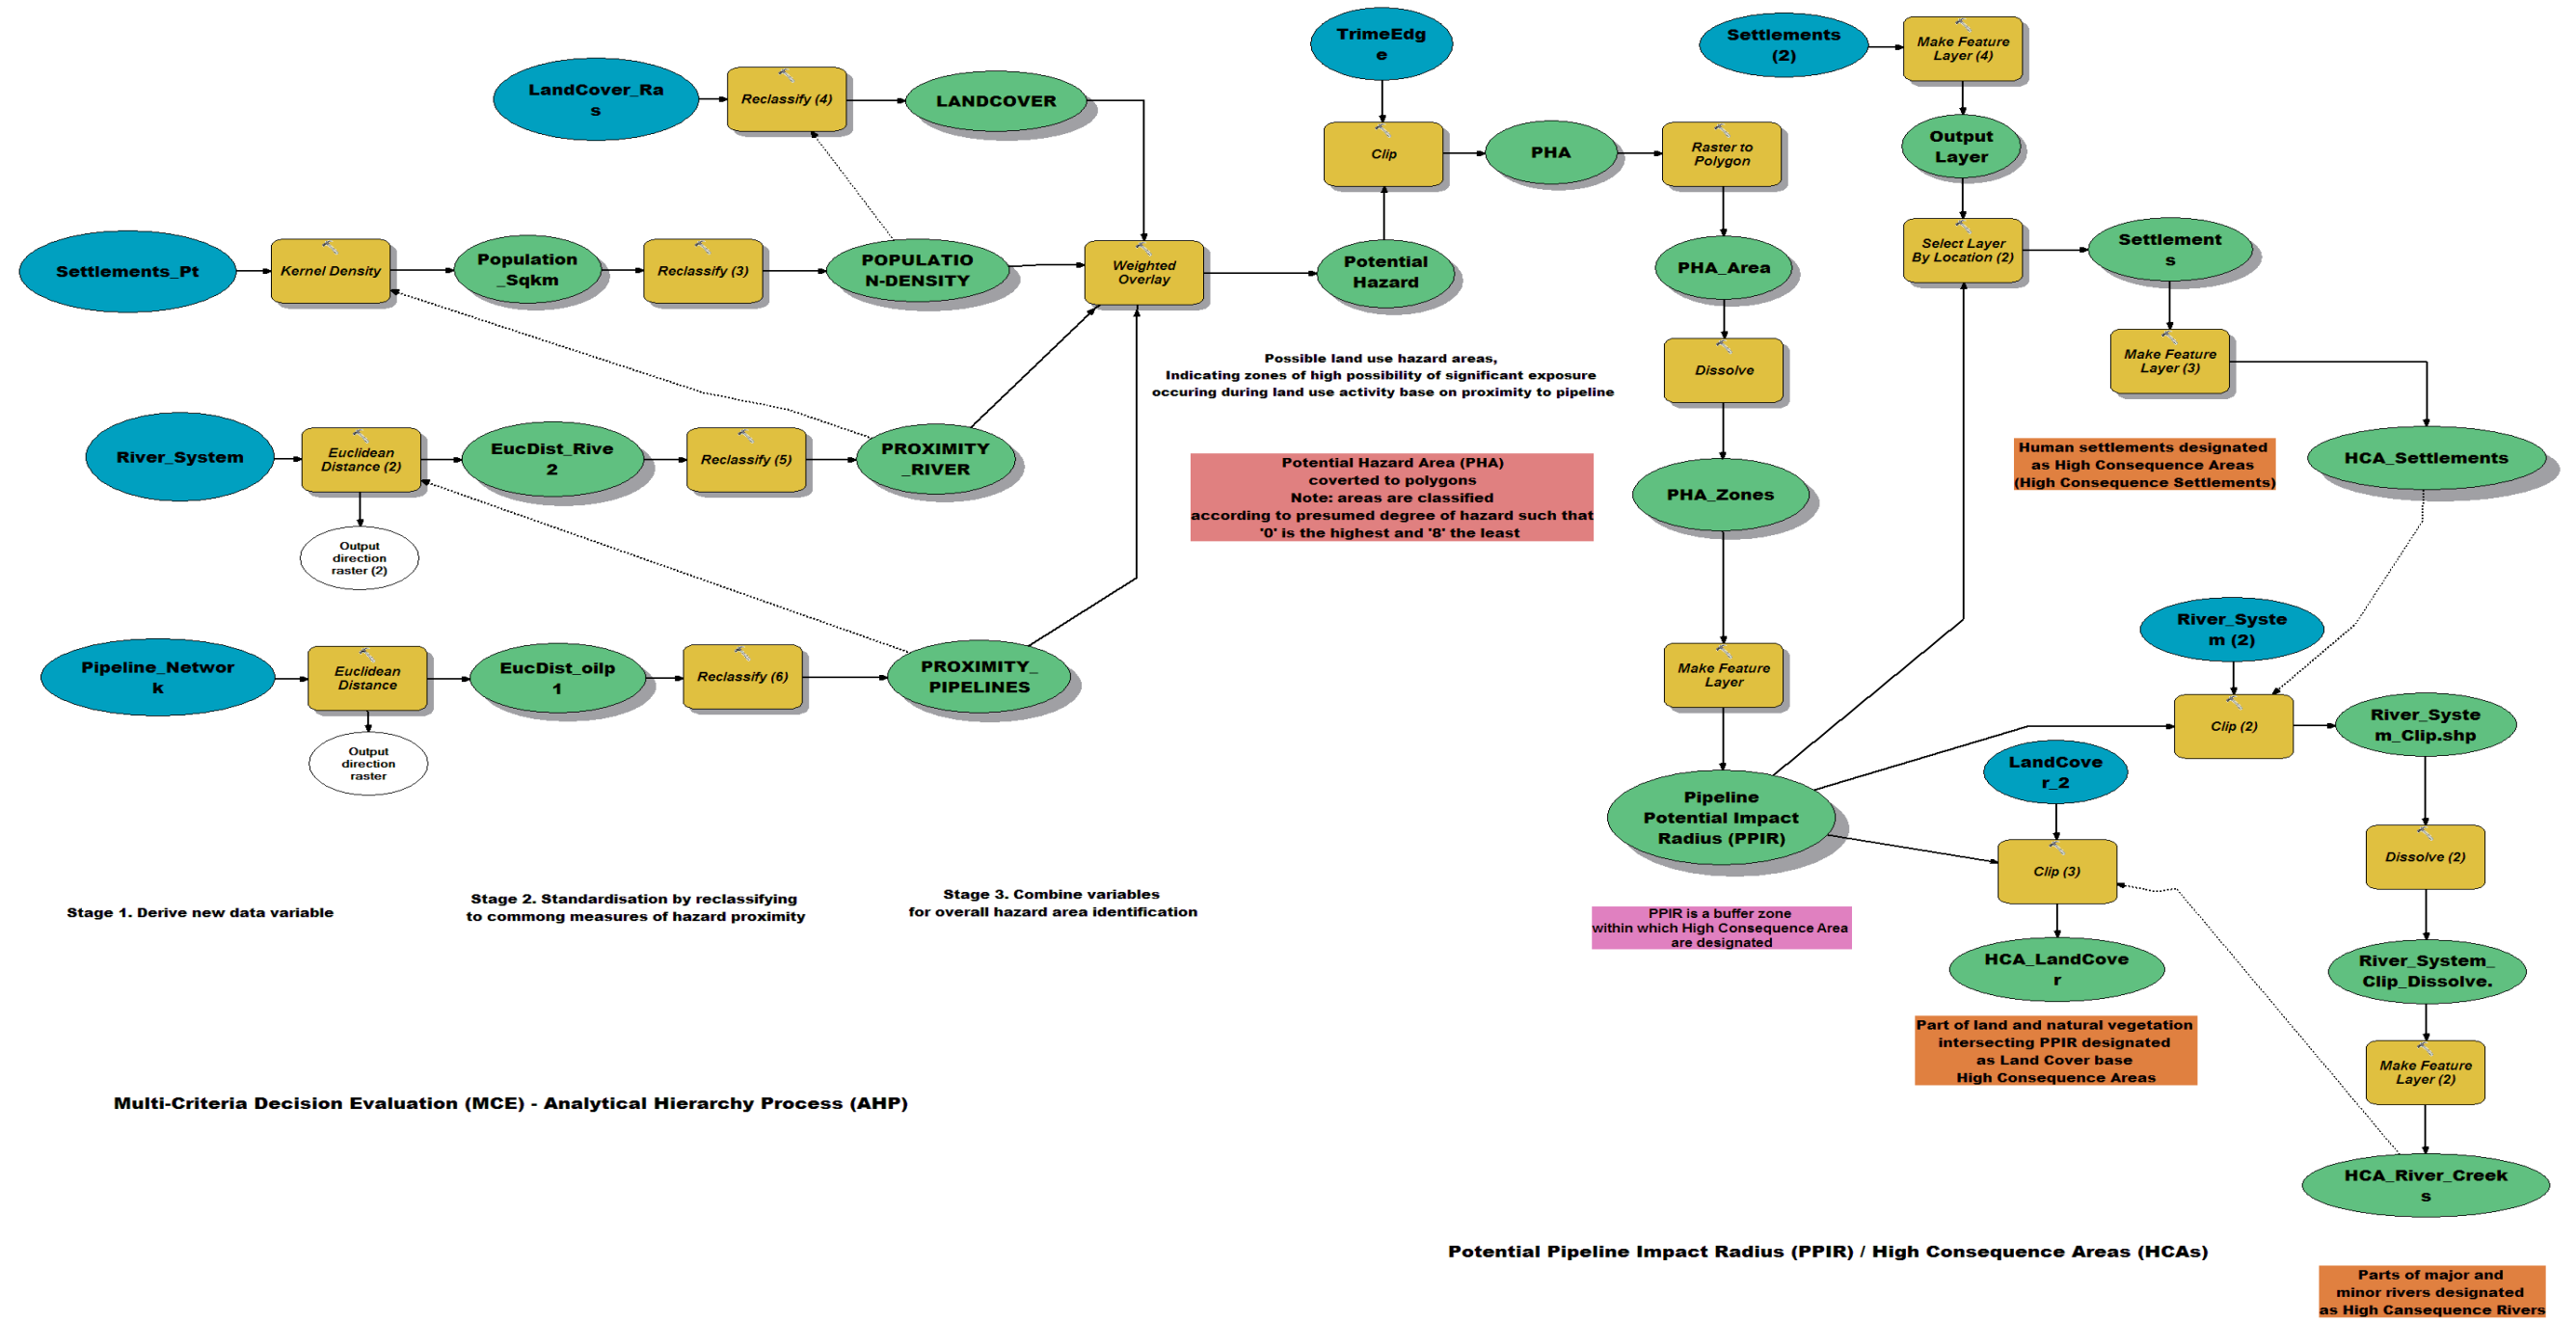 LandCover_Ra
s
Reclassify (4)
LANDCOVER
TrimeEdg
e
Clip
PHA
Raster to
Polygon
Settlements
(2)
Make Feature
Layer (4)
Output
Layer
Settlements_Pt
Kernel Density
Population
_Sqkm
Reclassify (3)
POPULATIO
N-DENSITY
Weighted
Overlay
Potential
Hazard
PHA_Area
Select Layer
By Location (2)
Settlement
s
Dissolve
Make Feature
Layer (3)
Possible land use hazard areas,
Indicating zones of high possibility of significant exposure
occuring during land use activity base on proximity to pipeline
River_System
Euclidean
Distance (2)
EucDist_Rive
2
Reclassify (5)
PROXIMITY
_RIVER
Output
direction
raster (2)
Potential Hazard Area (PHA)
coverted to polygons
Note: areas are classified
according to presumed degree of hazard such that
'0' is the highest and '8' the least
PHA_Zones
Human settlements designated
as High Consequence Areas
(High Consequence Settlements)
HCA_Settlements
Pipeline_Networ
k
Euclidean
Distance
EucDist_oilp
1
Reclassify (6)
PROXIMITY_
PIPELINES
Output
direction
raster
Make Feature
Layer
River_Syste
m (2)
Clip (2)
River_Syste
m_Clip.shp
Pipeline
Potential Impact
Radius (PPIR)
LandCove
r_2
Clip (3)
Dissolve (2)
Stage 1. Derive new data variable
Stage 2. Standardisation by reclassifying
to commong measures of hazard proximity
Stage 3. Combine variables
for overall hazard area identification
PPIR is a buffer zone
within which High Consequence Area
are designated
HCA_LandCove
r
River_System_
Clip_Dissolve.
Part of land and natural vegetation
intersecting PPIR designated
as Land Cover base
High Consequence Areas
Make Feature
Layer (2)
Multi-Criteria Decision Evaluation (MCE) - Analytical Hierarchy Process (AHP)
HCA_River_Creek
s
Potential Pipeline Impact Radius (PPIR) / High Consequence Areas (HCAs)
Parts of major and
minor rivers designated
as High Cansequence Rivers